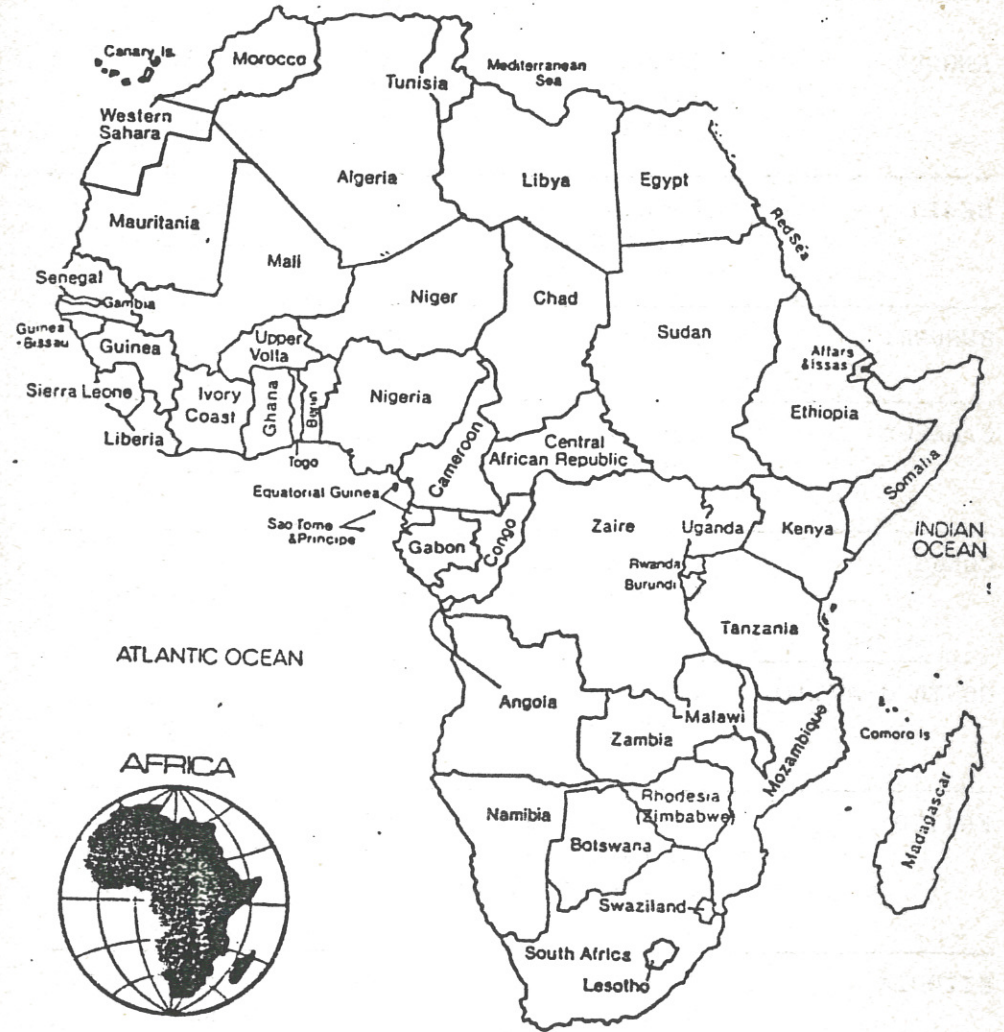 Canary Is.
Morocco
Tunisia
Mediterranean
Sea
Western
Sahara
Algeria
Libya
Egypt
Red Sea
Mauritania
Mali
Niger
Chad
Sudan
Senegal
Gambia
Guinea
-Bissau
Guinea
Upper
Volta
Afars
&Issas
Sierra Leone
Ivory
Coast
Ghana
Benin
Nigeria
Ethiopia
Liberia
Togo
Cameroon
Central
African Republic
Somalia
Equatorial Guinea
Sao Tome
&Principe
Gabon
Congo
Zaire
Uganda
Kenya
INDIAN
OCEAN
Rwanda
Burundi
Tanzania
ATLANTIC OCEAN
Angola
Malawi
Zambia
Mozambique
Comoro Is
AFRICA
Namibia
Rhodesia
(Zimbabwe)
Botswana
Madagascar
Swaziland
South Africa
Lesotho